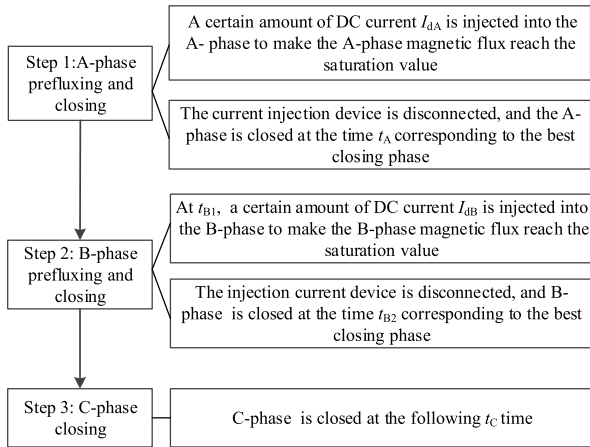 Step 1:A-phase
prefluxing and
closing
A certain amount of DC current IdA is injected into the
A- phase to make the A-phase magnetic flux reach the
saturation value
The current injection device is disconnected, and the A-
phase is closed at the time tA corresponding to the best
closing phase
Step 2: B-phase
prefluxing and
closing
At tB1, a certain amount of DC current IdB is injected into
the B-phase to make the B-phase magnetic flux reach the
saturation value
The injection current device is disconnected, and B-
phase is closed at the time tB2 corresponding to the best
closing phase
Step 3: C-phase
closing
C-phase is closed at the following tC time